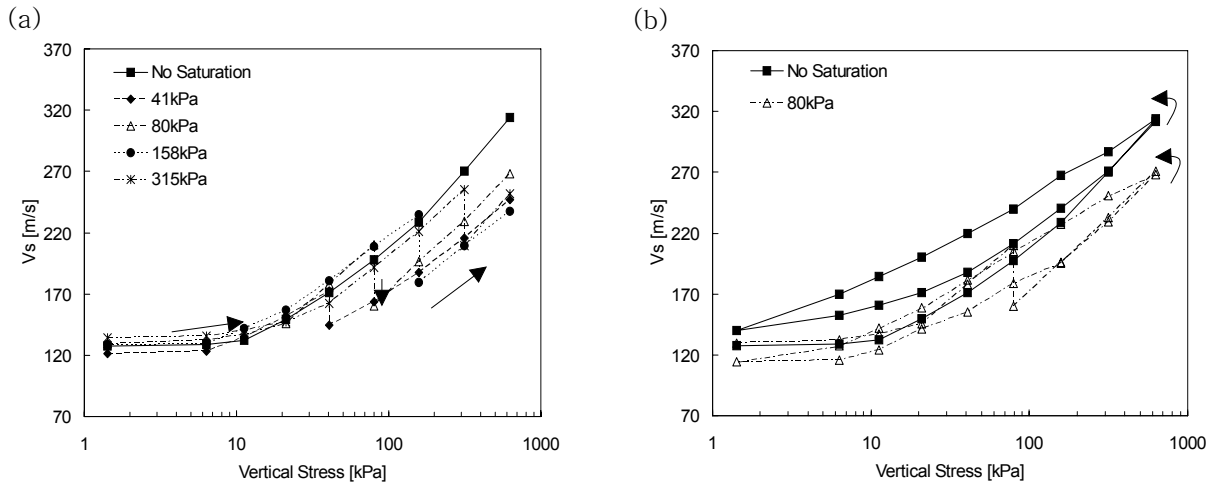 (a)
370
320
270
220
170
120
70
Vs [m/s]
No Saturation
41kPa
80kPa
158kPa
315kPa
1 10 100 1000
Vertical Stress [kPa]
(b)
370
320
270
220
170
120
70
Vs [m/s]
No Saturation
80kPa
1 10 100 1000
Vertical Stress [kPa]